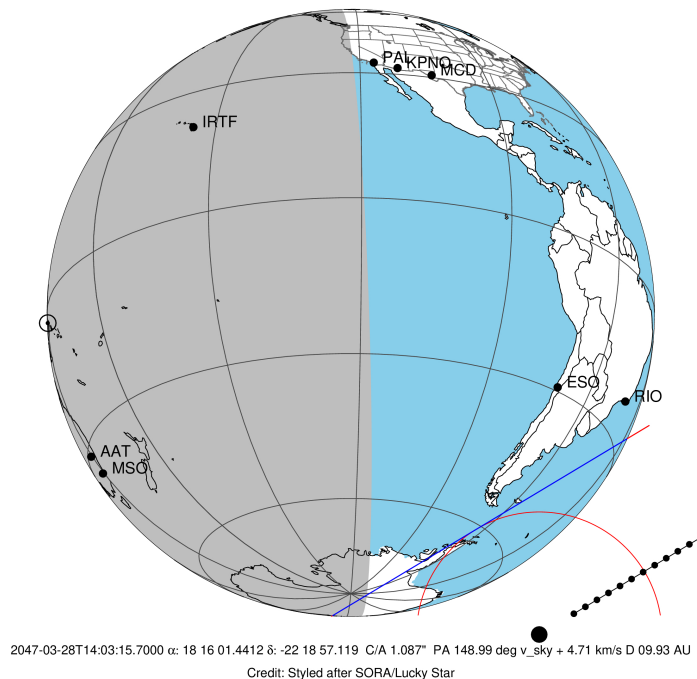 PAL
KPNO
MCD
IRTF
ESO
RIO
AAT
MSO
2047-03-28T14:03:15.7000 α: 18 16 01.4412 δ: -22 18 57.119 C/A 1.087" PA 148.99 deg v_sky + 4.71 km/s D 09.93 AU
Credit: Styled after SORA/Lucky Star